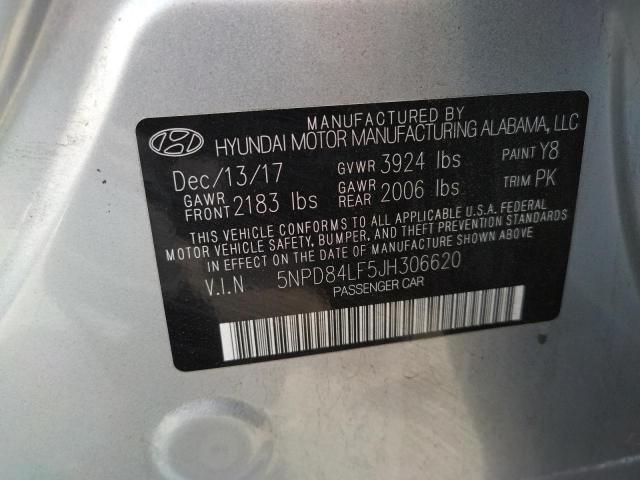 MANUFACTURED BY
HYUNDAI MOTOR MANUFACTURING ALABAMA, LLC
Dec/13/17 GVWR 3924 lbs PAINT Y8
GAWR FRONT 2183 lbs GAWR REAR 2006 lbs TRIM PK
THIS VEHICLE CONFORMS TO ALL APPLICABLE U.S.A. FEDERAL
MOTOR VEHICLE SAFETY, BUMPER, AND THEFT PREVENTION STANDARDS
IN EFFECT ON THE DATE OF MANUFACTURE SHOWN ABOVE
V.I.N 5NPD84LF5JH306620
PASSENGER CAR